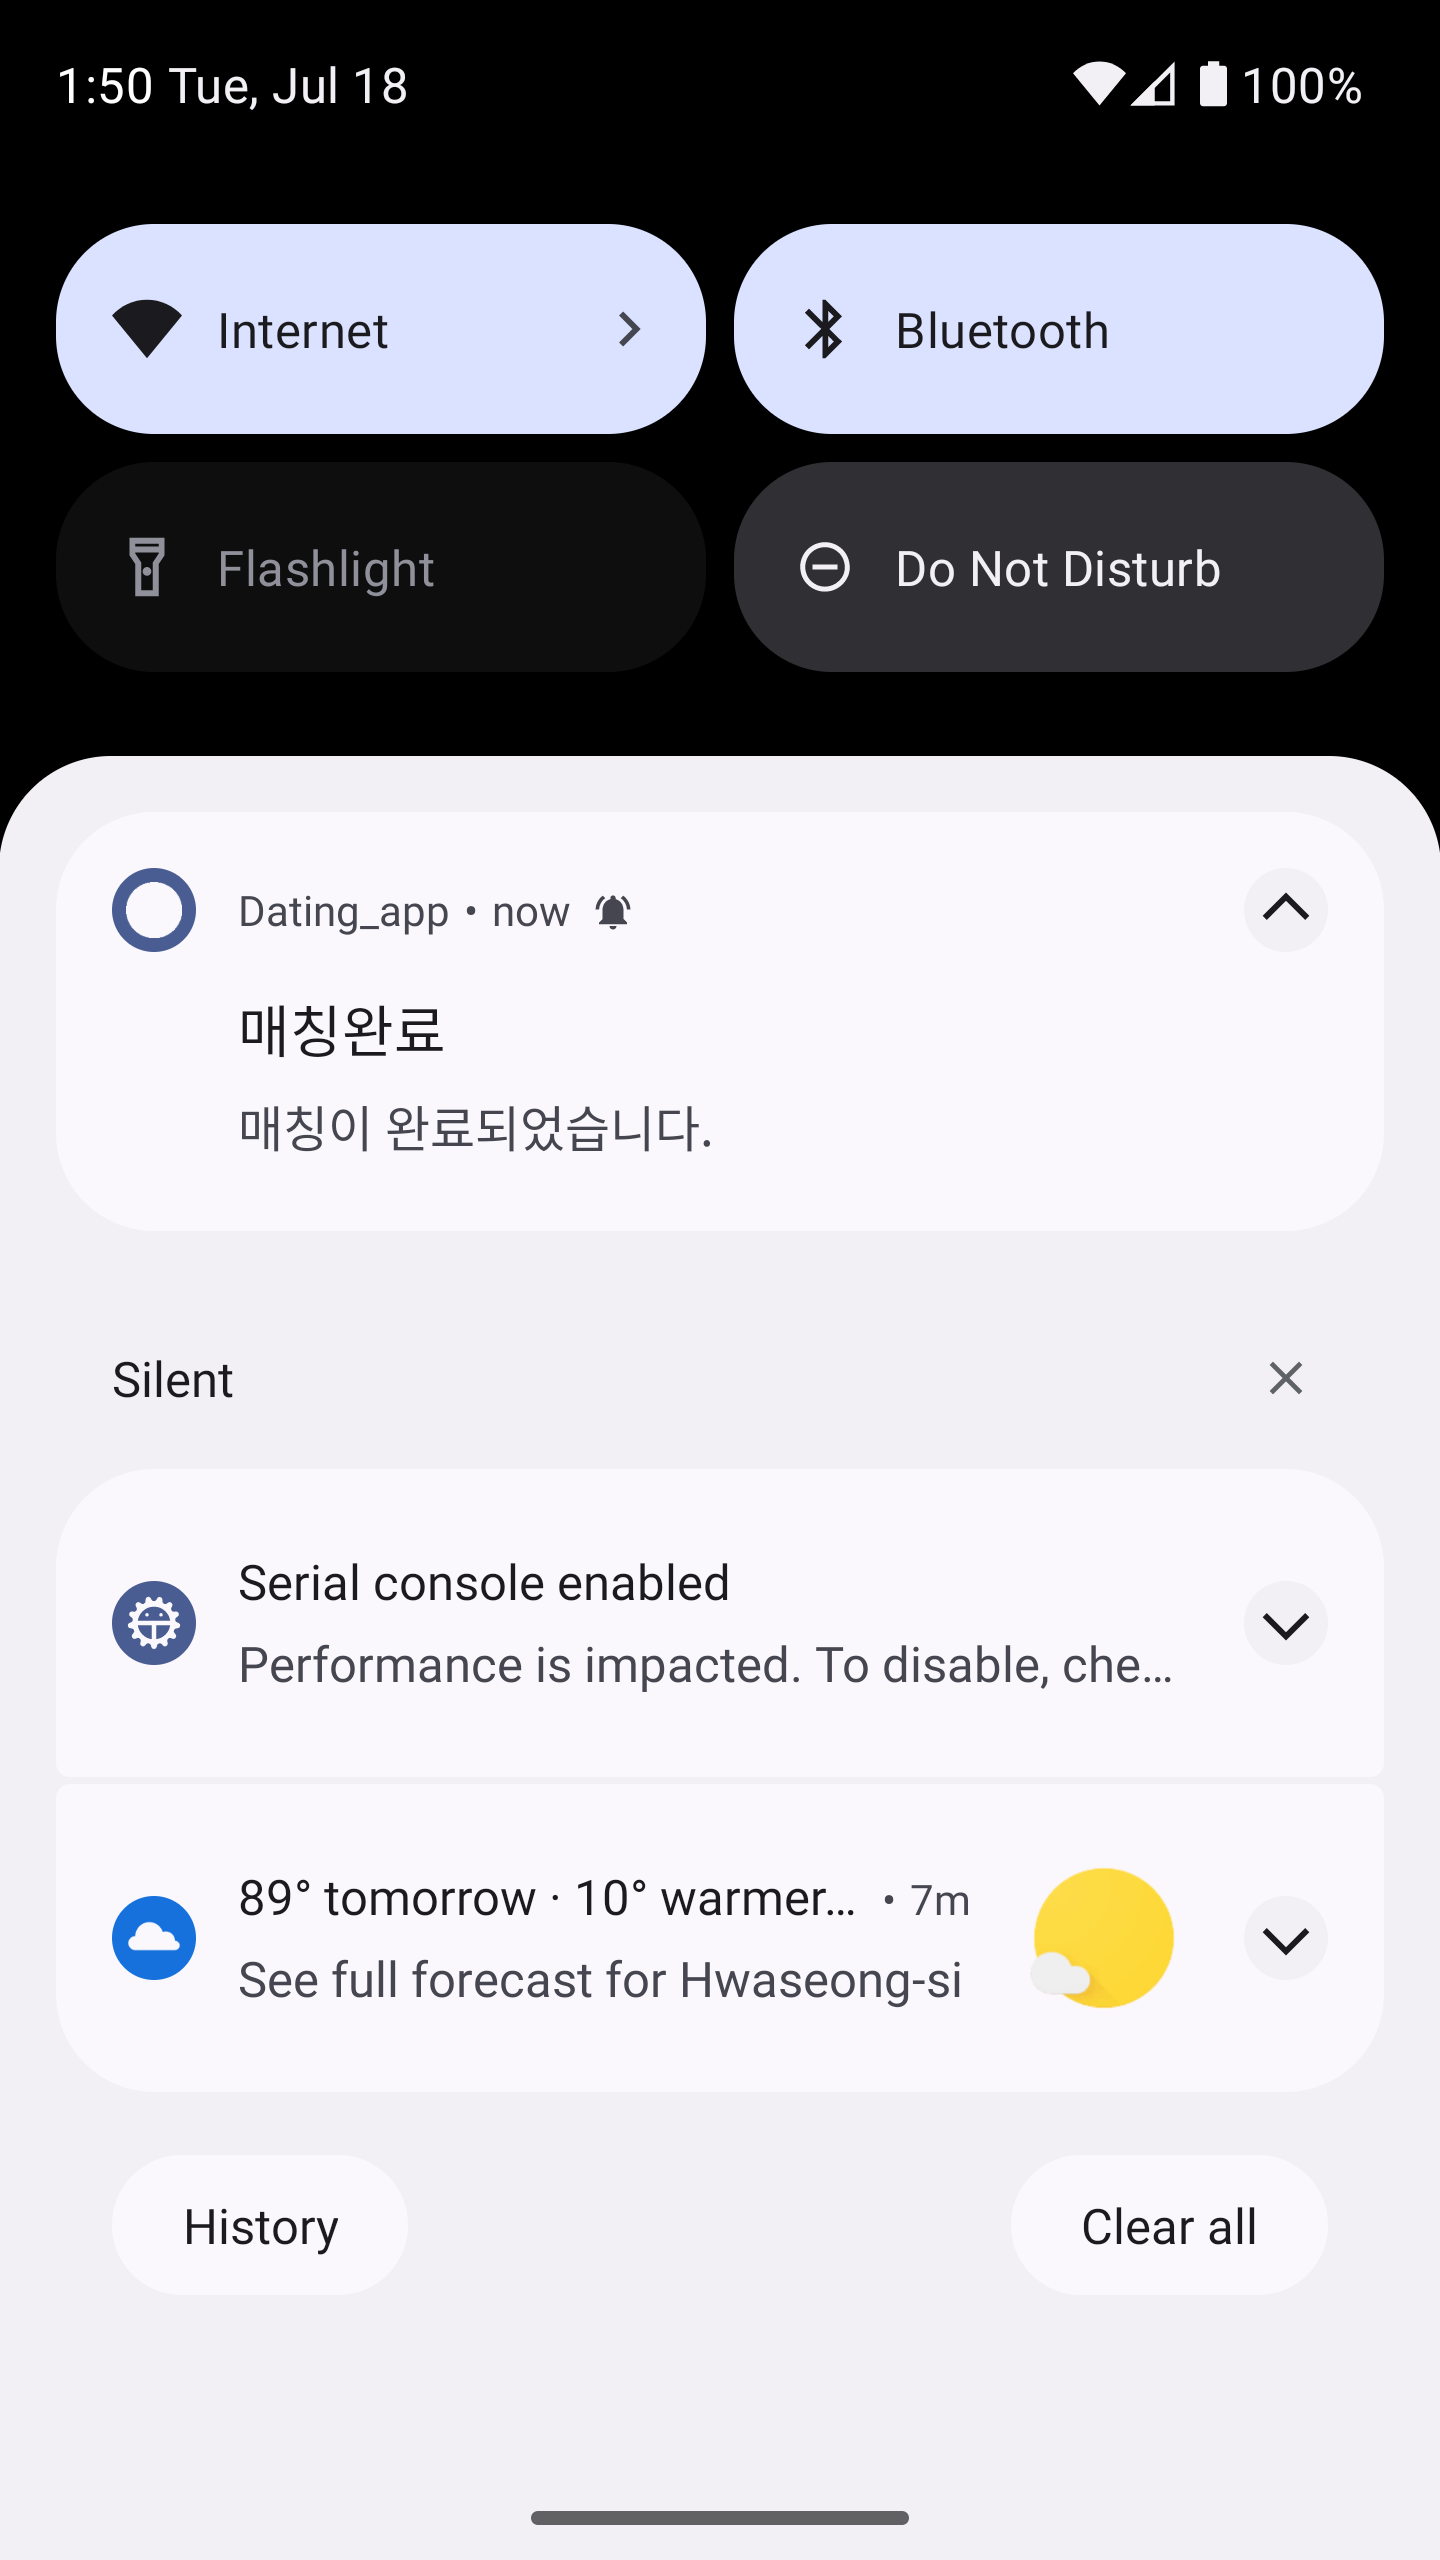 1:50 Tue, Jul 18 100%
Internet
Bluetooth
Flashlight
Do Not Disturb
Dating_app • now
매칭완료
매칭이 완료되었습니다.
Silent
Serial console enabled
Performance is impacted. To disable, che…
89° tomorrow · 10° warmer… • 7m
See full forecast for Hwaseong-si
History
Clear all